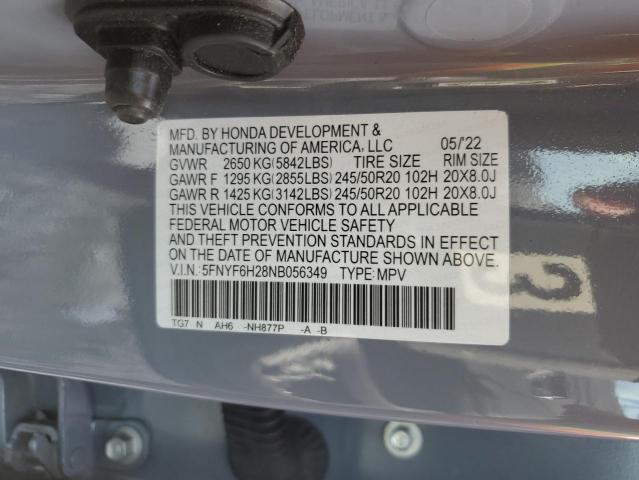 MFD. BY HONDA DEVELOPMENT &
MANUFACTURING OF AMERICA, LLC 05/'22
GVWR 2650 KG(5842LBS) TIRE SIZE RIM SIZE
GAWR F 1295 KG(2855LBS) 245/50R20 102H 20X8.0J
GAWR R 1425 KG(3142LBS) 245/50R20 102H 20X8.0J
THIS VEHICLE CONFORMS TO ALL APPLICABLE
FEDERAL MOTOR VEHICLE SAFETY
AND THEFT PREVENTION STANDARDS IN EFFECT
ON THE DATE OF MANUFACTURE SHOWN ABOVE.
V.I.N.:5FNYF6H28NB056349 TYPE:MPV
TG7 N AH6 -NH877P -A -B